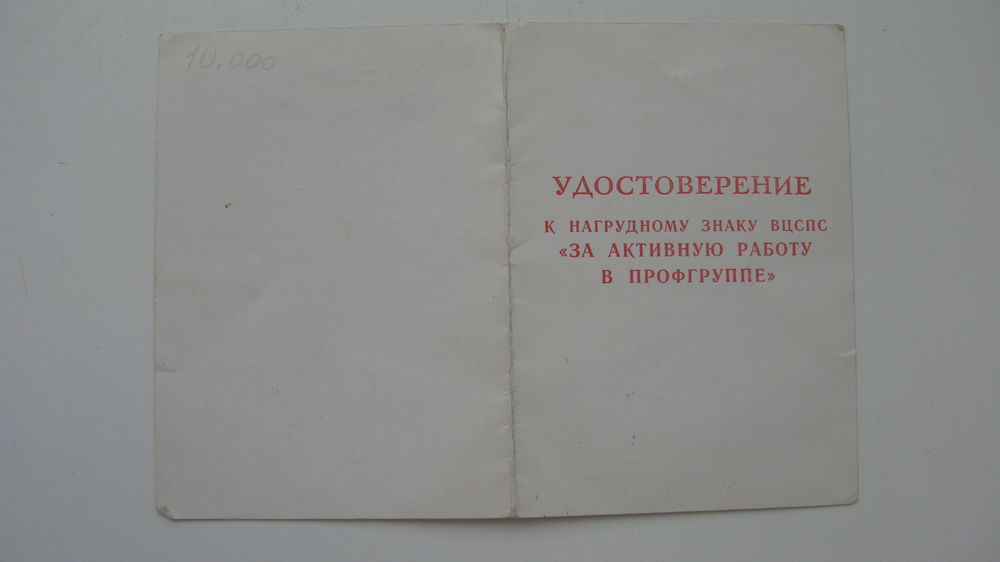 10.000
УДОСТОВЕРЕНИЕ
К НАГРУДНОМУ ЗНАКУ ВЦСПС
«ЗА АКТИВНУЮ РАБОТУ
В ПРОФГРУППЕ»